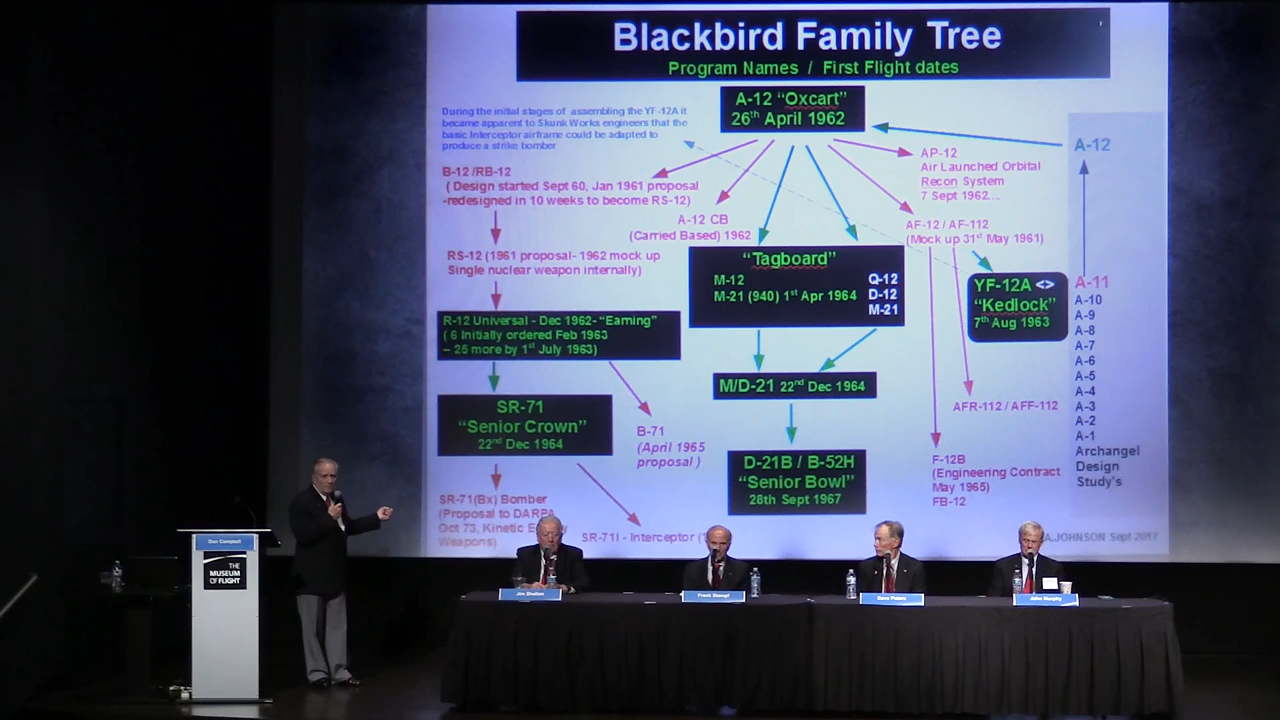 Blackbird Family Tree
Program Names / First Flight dates
A-12 “Oxcart”
26th April 1962
During the initial stages of assembling the YF-12A it
became apparent to Skunk Works engineers that the
basic Interceptor airframe could be adapted to
produce a strike bomber
B-12 /RB-12
( Design started Sept 60, Jan 1961 proposal
-redesigned in 10 weeks to become RS-12)
A-12 CB
(Carried Based) 1962
AP-12
Air Launched Orbital
Recon System
7 Sept 1962...
AF-12 / AF-112
(Mock up 31st May 1961)
A-12
RS-12 (1961 proposal- 1962 mock up
Single nuclear weapon internally)
“Tagboard”
M-12
M-21 (940) 1st Apr 1964
Q-12
D-12
M-21
YF-12A <>
“Kedlock”
7th Aug 1963
A-11
A-10
A-9
A-8
A-7
A-6
A-5
A-4
A-3
A-2
A-1
Archangel
Design
Study's
R-12 Universal - Dec 1962- “Earning”
( 6 Initially ordered Feb 1963
– 25 more by 1st July 1963)
M/D-21 22nd Dec 1964
SR-71
“Senior Crown”
22nd Dec 1964
B-71
(April 1965
proposal )
AFR-112 / AFF-112
D-21B / B-52H
“Senior Bowl”
28th Sept 1967
F-12B
(Engineering Contract
May 1965)
FB-12
SR-71(Bx) Bomber
(Proposal to DARPA
Oct 73, Kinetic Energy
Weapons)
SR-71I - Interceptor
A.JOHNSON Sept 2017
Don Campbell
THE
MUSEUM
OF FLIGHT
Jim Shelton
Frank Stampf
Dave Peters
John Murphy